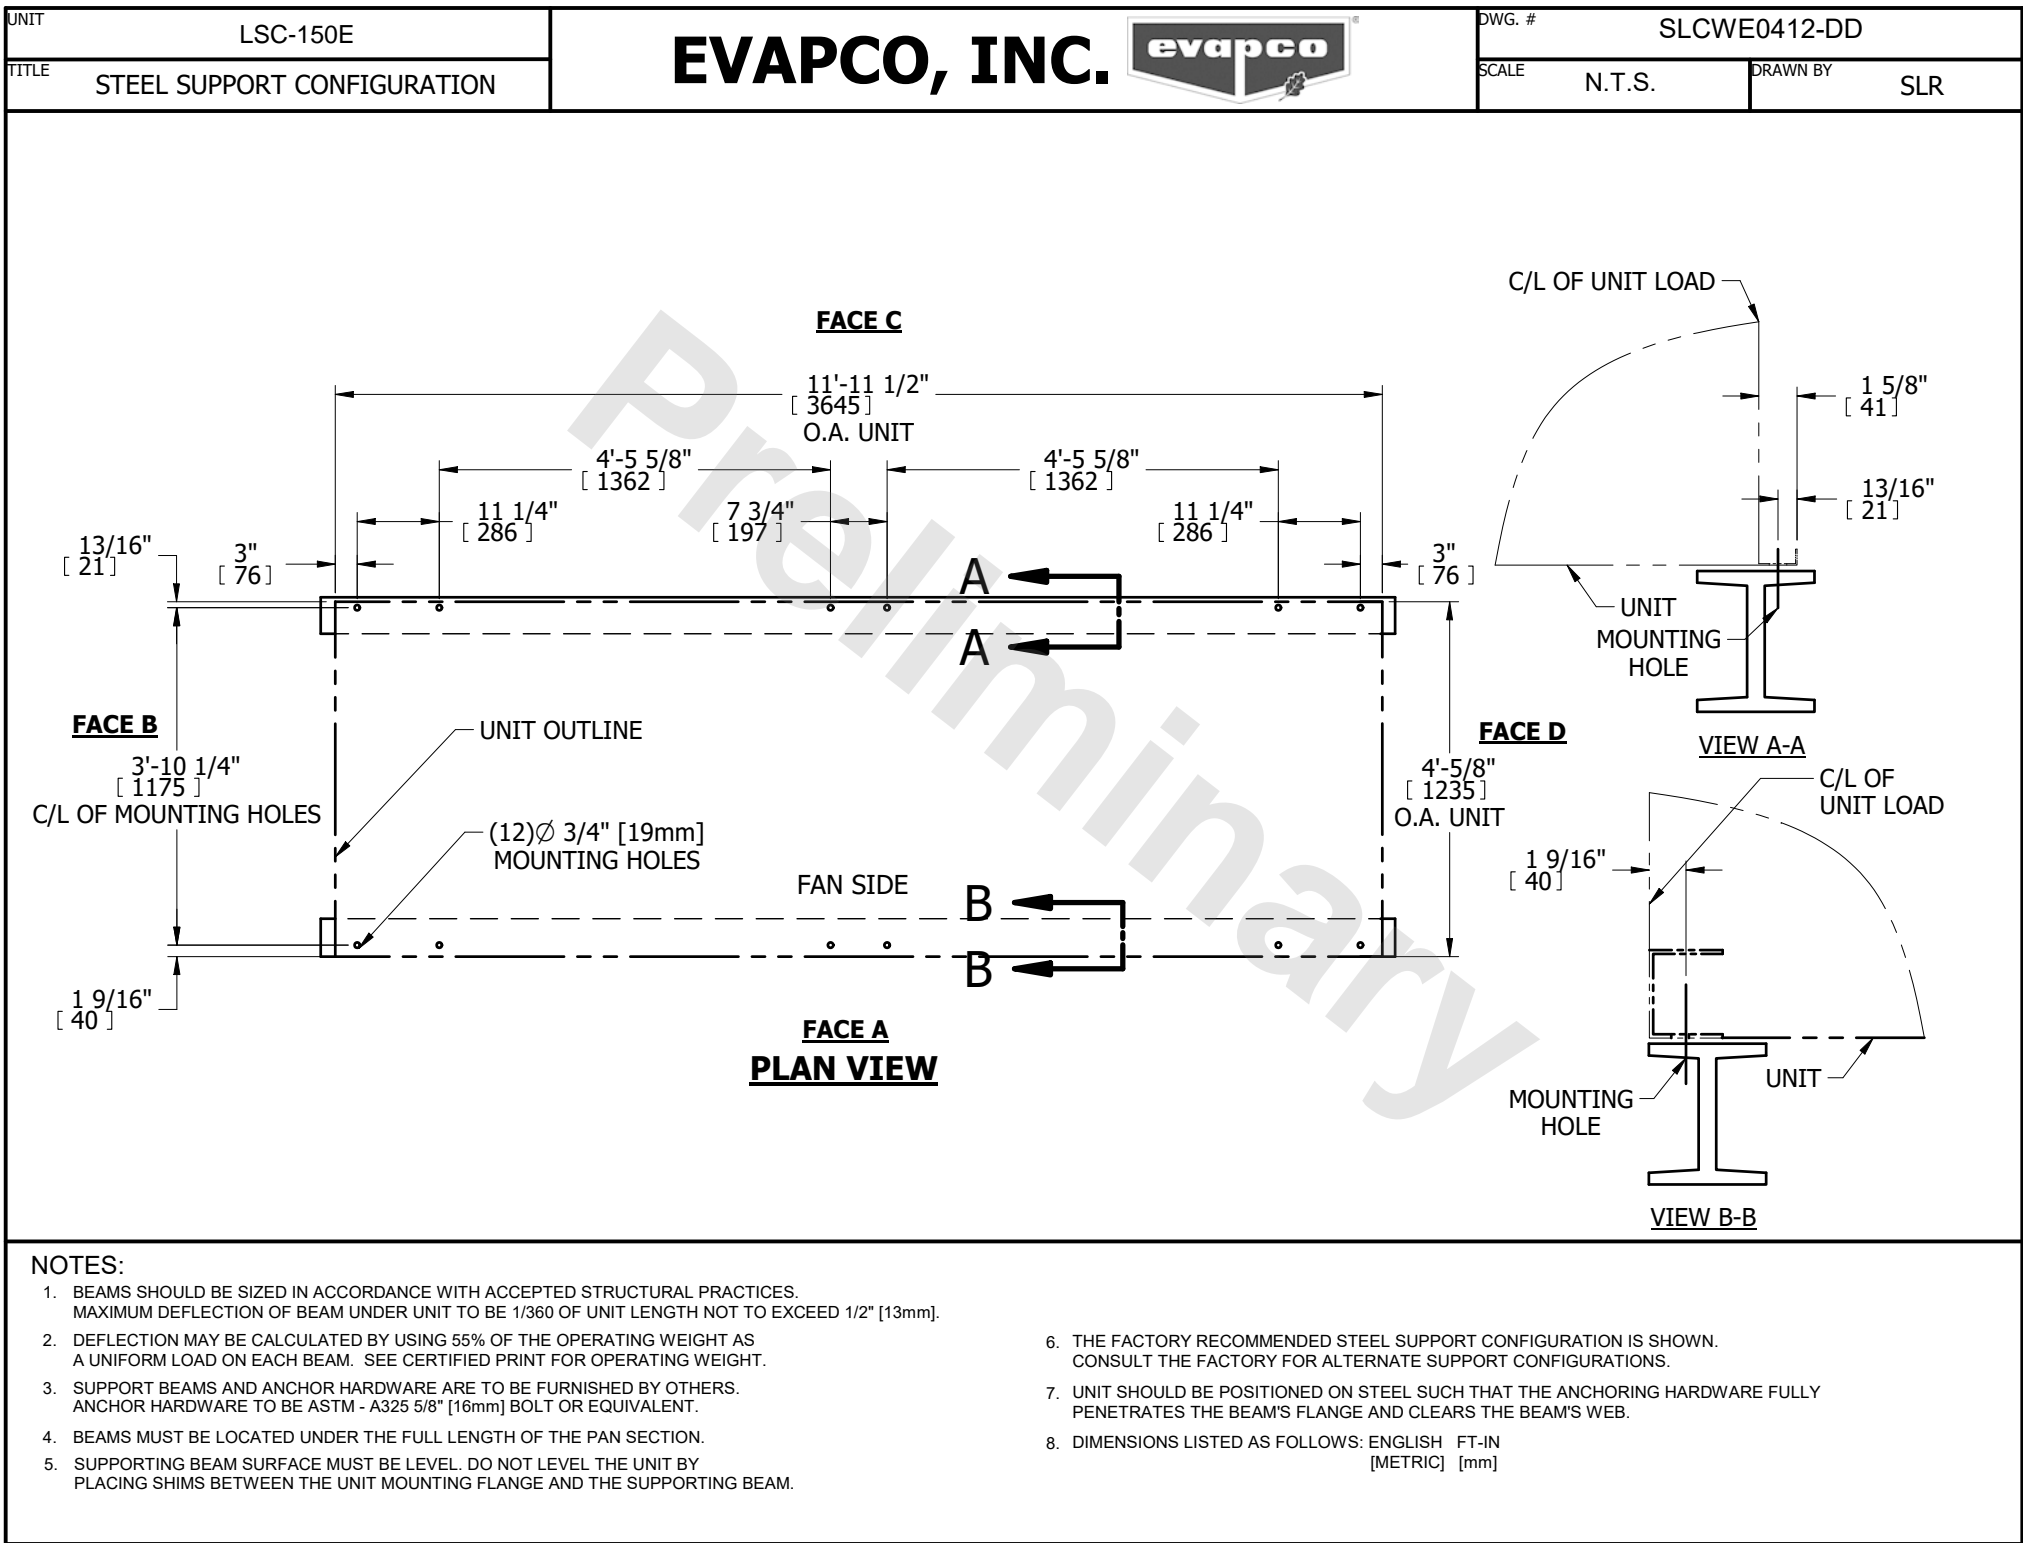 UNIT
LSC-150E
TITLE
STEEL SUPPORT CONFIGURATION
EVAPCO, INC.
evapco
®
DWG. #
SLCWE0412-DD
SCALE
N.T.S.
DRAWN BY
SLR
Preliminary
FACE C
11'-11 1/2"
[ 3645]
O.A. UNIT
4'-5 5/8"
[ 1362 ]
4'-5 5/8"
[ 1362 ]
11 1/4"
[ 286 ]
7 3/4"
[ 197 ]
11 1/4"
[ 286 ]
13/16"
[ 21]
3"
[ 76]
3"
[ 76 ]
A
A
FACE B
3'-10 1/4"
[ 1175 ]
C/L OF MOUNTING HOLES
UNIT OUTLINE
(12)Ø 3/4" [19mm]
MOUNTING HOLES
FAN SIDE
B
B
FACE D
4'-5/8"
[ 1235]
O.A. UNIT
1 9/16"
[ 40 ]
FACE A
PLAN VIEW
C/L OF UNIT LOAD
1 5/8"
[ 41]
13/16"
[ 21]
UNIT
MOUNTING
HOLE
VIEW A-A
C/L OF
UNIT LOAD
1 9/16"
[ 40]
UNIT
MOUNTING
HOLE
VIEW B-B
NOTES:
1. BEAMS SHOULD BE SIZED IN ACCORDANCE WITH ACCEPTED STRUCTURAL PRACTICES.
MAXIMUM DEFLECTION OF BEAM UNDER UNIT TO BE 1/360 OF UNIT LENGTH NOT TO EXCEED 1/2" [13mm].
2. DEFLECTION MAY BE CALCULATED BY USING 55% OF THE OPERATING WEIGHT AS
A UNIFORM LOAD ON EACH BEAM. SEE CERTIFIED PRINT FOR OPERATING WEIGHT.
3. SUPPORT BEAMS AND ANCHOR HARDWARE ARE TO BE FURNISHED BY OTHERS.
ANCHOR HARDWARE TO BE ASTM - A325 5/8" [16mm] BOLT OR EQUIVALENT.
4. BEAMS MUST BE LOCATED UNDER THE FULL LENGTH OF THE PAN SECTION.
5. SUPPORTING BEAM SURFACE MUST BE LEVEL. DO NOT LEVEL THE UNIT BY
PLACING SHIMS BETWEEN THE UNIT MOUNTING FLANGE AND THE SUPPORTING BEAM.
6. THE FACTORY RECOMMENDED STEEL SUPPORT CONFIGURATION IS SHOWN.
CONSULT THE FACTORY FOR ALTERNATE SUPPORT CONFIGURATIONS.
7. UNIT SHOULD BE POSITIONED ON STEEL SUCH THAT THE ANCHORING HARDWARE FULLY
PENETRATES THE BEAM'S FLANGE AND CLEARS THE BEAM'S WEB.
8. DIMENSIONS LISTED AS FOLLOWS: ENGLISH FT-IN
[METRIC] [mm]